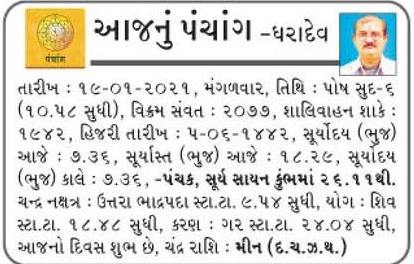 આજનું પંચાંગ -ધરાદેવ
પંચાંગ
તારીખ : ૧૯-૦૧-૨૦૨૧, મંગળવાર, તિથિ : પોષ સુદ-૬
(૧૦.૫૮ સુધી), વિક્રમ સંવત : ૨૦૭૭, શાલિવાહન શાકે :
૧૯૪૨, હિજરી તારીખ : ૫-૦૬-૧૪૪૨, સૂર્યોદય (ભુજ)
આજે : ૭.૩૬, સૂર્યાસ્ત (ભુજ) આજે : ૧૮.૨૯, સૂર્યોદય
(ભુજ) કાલે : ૭.૩૬, -પંચક, સૂર્ય સાયન કુંભમાં ૨૬.૧૧થી.
ચન્દ્ર નક્ષત્ર : ઉત્તરા ભાદ્રપદા સ્ટા.ટા. ૯.૫૪ સુધી, યોગ : શિવ
સ્ટા.ટા. ૧૮.૪૮ સુધી, કરણ : ગર સ્ટા.ટા. ૨૪.૦૪ સુધી,
આજનો દિવસ શુભ છે, ચંદ્ર રાશિ : મીન (દ.ચ.ઝ.થ.)